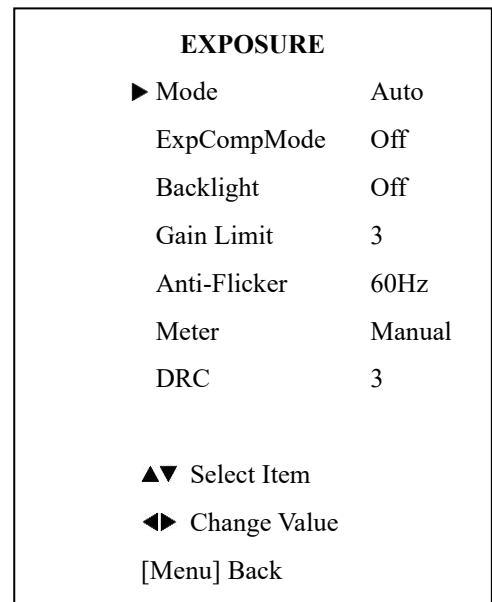 EXPOSURE
▶ Mode Auto
ExpCompMode Off
Backlight Off
Gain Limit 3
Anti-Flicker 60Hz
Meter Manual
DRC 3
▲▼ Select Item
◀▶ Change Value
[Menu] Back